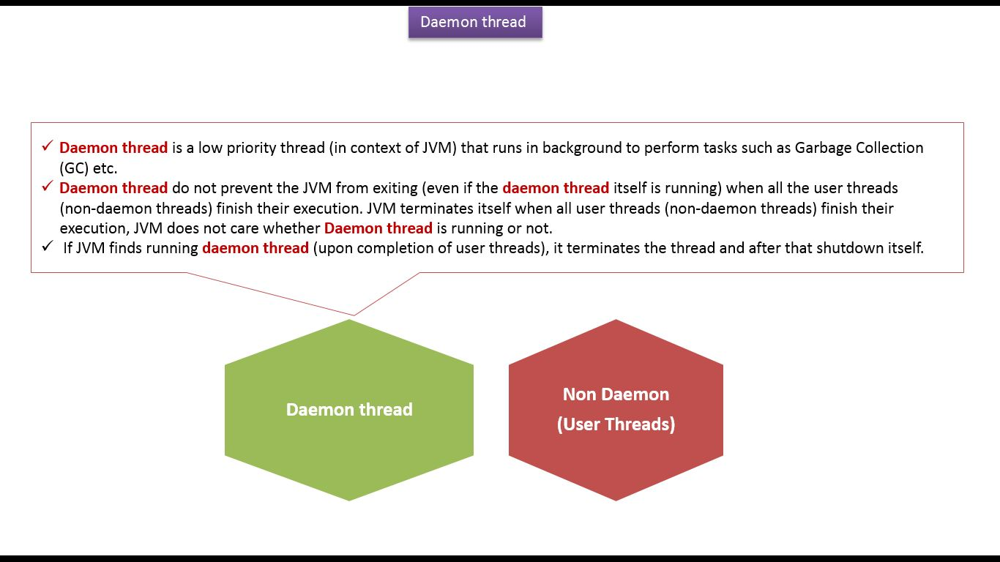 Daemon thread
✓ Daemon thread is a low priority thread (in context of JVM) that runs in background to perform tasks such as Garbage Collection
(GC) etc.
✓ Daemon thread do not prevent the JVM from exiting (even if the daemon thread itself is running) when all the user threads
(non-daemon threads) finish their execution. JVM terminates itself when all user threads (non-daemon threads) finish their
execution, JVM does not care whether Daemon thread is running or not.
✓ If JVM finds running daemon thread (upon completion of user threads), it terminates the thread and after that shutdown itself.
Daemon thread
Non Daemon
(User Threads)